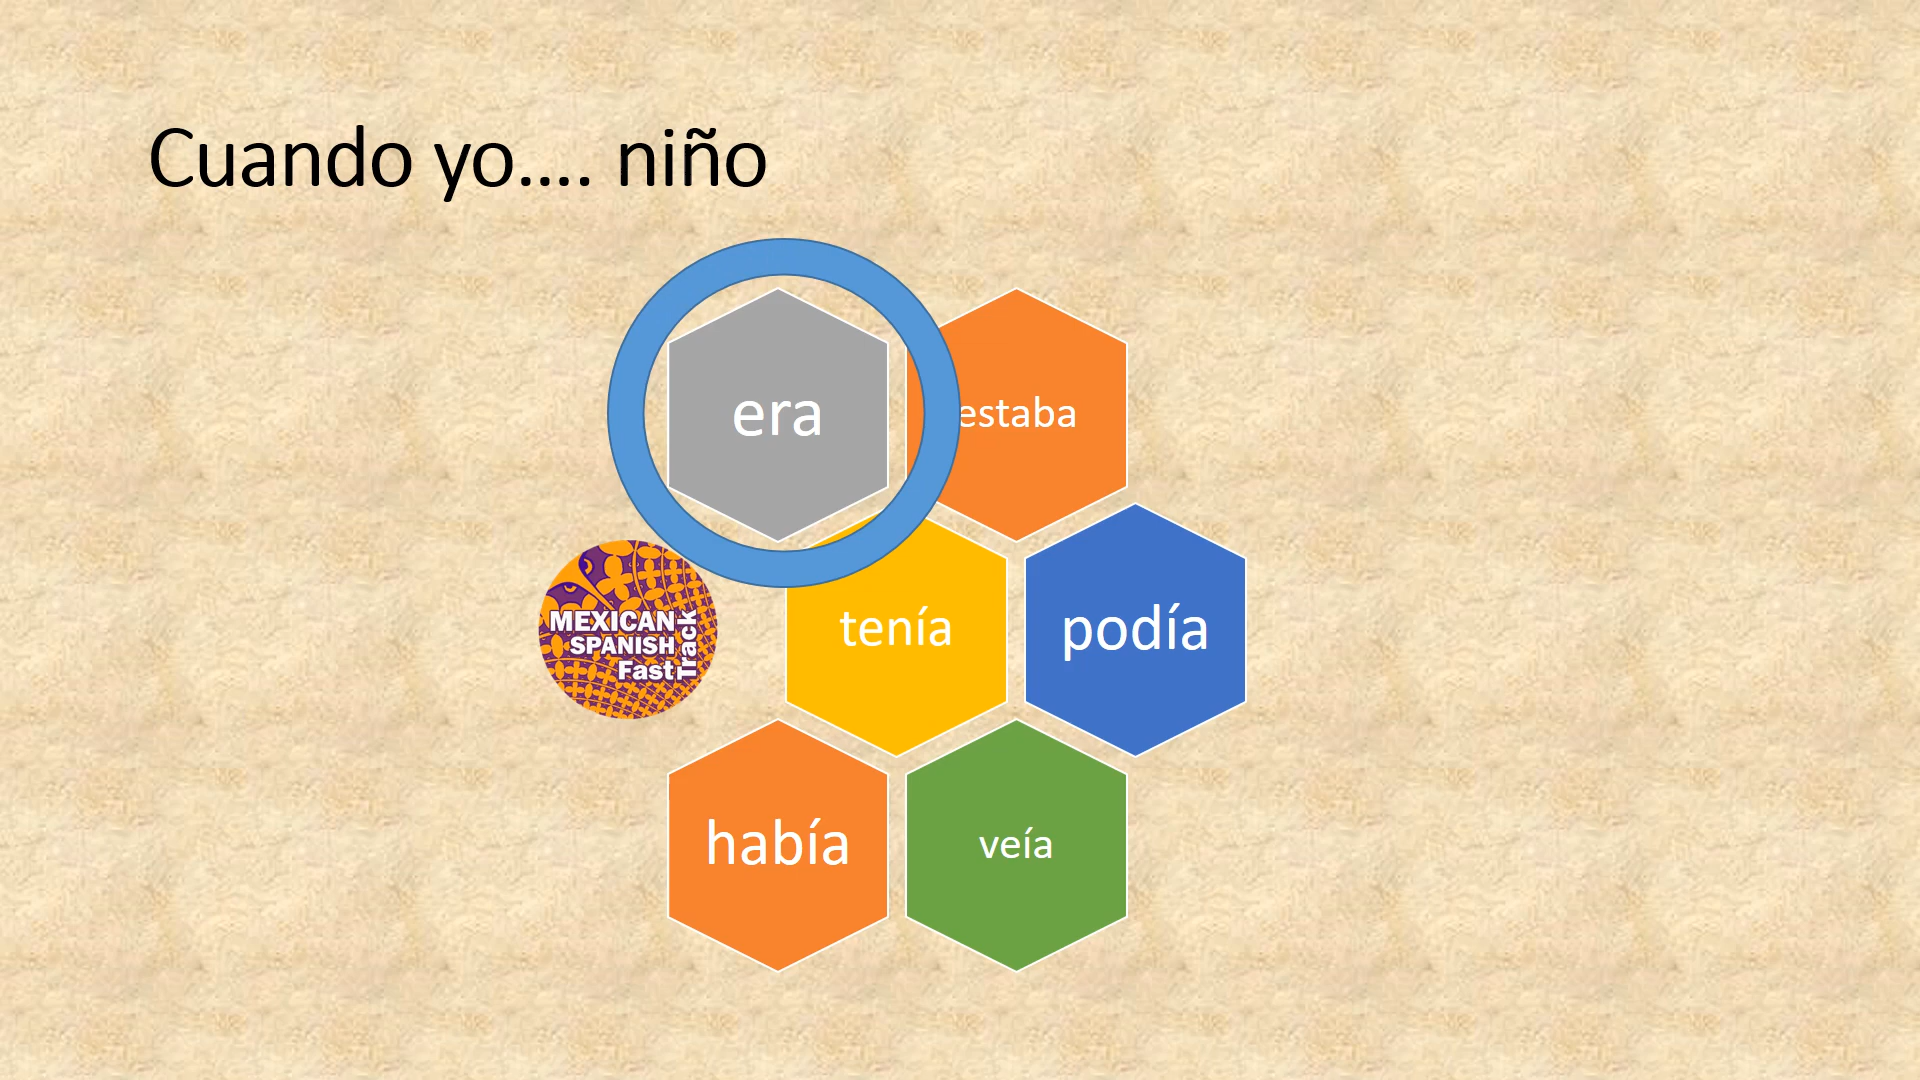 Cuando yo.... niño
era
estaba
tenía
podía
MEXICAN
SPANISH
Fast
Track
había
veía